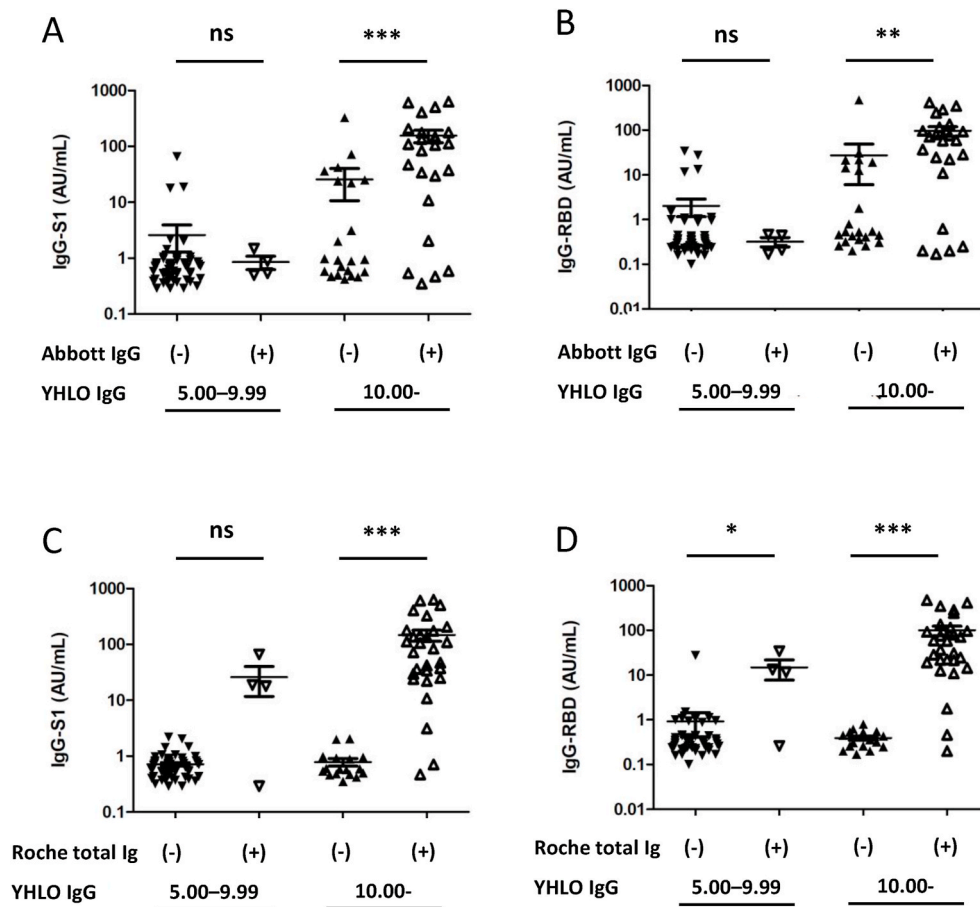 A
ns
***
IgG-S1 (AU/mL)
1000
100
10
1
0.1
Abbott IgG (-) (+) (-) (+)
YHLO IgG 5.00–9.99 10.00-
B
ns
**
IgG-RBD (AU/mL)
1000
100
10
1
0.1
0.01
Abbott IgG (-) (+) (-) (+)
YHLO IgG 5.00–9.99 10.00-
C
ns
***
IgG-S1 (AU/mL)
1000
100
10
1
0.1
Roche total Ig (-) (+) (-) (+)
YHLO IgG 5.00–9.99 10.00-
D
*
***
IgG-RBD (AU/mL)
1000
100
10
1
0.1
0.01
Roche total Ig (-) (+) (-) (+)
YHLO IgG 5.00–9.99 10.00-